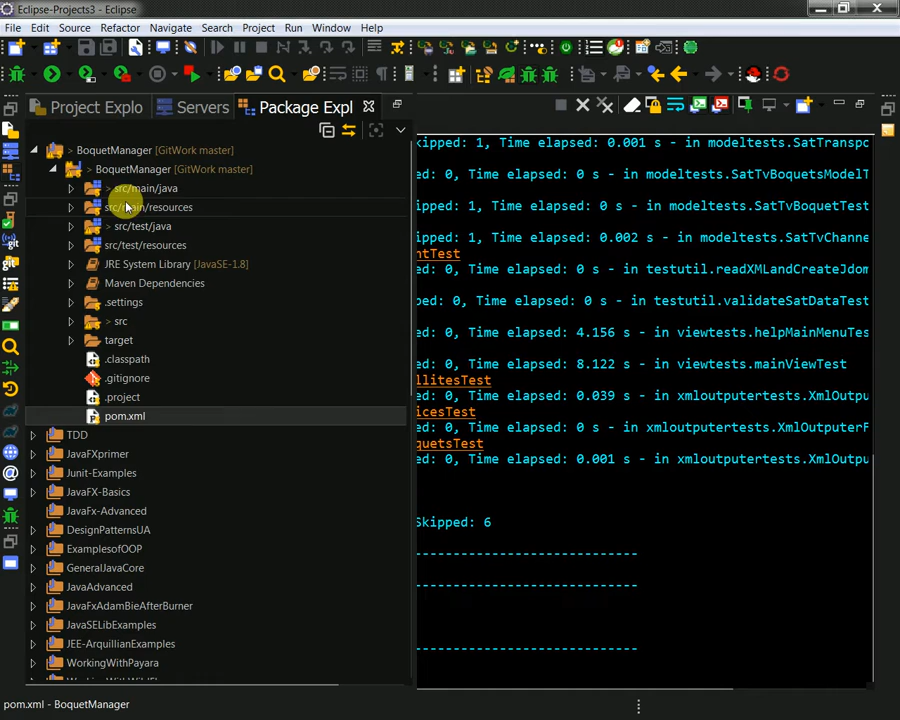 Eclipse-Projects3 - Eclipse
File Edit Source Refactor Navigate Search Project Run Window Help
Project Explo Servers Package Expl
> BoquetManager [GitWork master]
> BoquetManager [GitWork master]
> src/main/java
src/main/resources
> src/test/java
src/test/resources
JRE System Library [JavaSE-1.8]
Maven Dependencies
.settings
> src
target
.classpath
.gitignore
.project
pom.xml
TDD
JavaFXprimer
Junit-Examples
JavaFX-Basics
JavaFx-Advanced
DesignPatternsUA
ExamplesofOOP
GeneralJavaCore
JavaAdvanced
JavaFxAdamBieAfterBurner
JavaSELibExamples
JEE-ArquillianExamples
WorkingWithPayara
kipped: 1, Time elapsed: 0.001 s - in modeltests.SatTranspo
ed: 0, Time elapsed: 0 s - in modeltests.SatTvBoquetsModelT
ipped: 1, Time elapsed: 0 s - in modeltests.SatTvBoquetTest
ipped: 1, Time elapsed: 0.002 s - in modeltests.SatTvChanne
ntTest
ed: 0, Time elapsed: 0 s - in testutil.readXMLandCreateJdom
ped: 0, Time elapsed: 0 s - in testutil.validateSatDataTest
ed: 0, Time elapsed: 4.156 s - in viewtests.helpMainMenuTes
ed: 0, Time elapsed: 8.122 s - in viewtests.mainViewTest
llitesTest
ed: 0, Time elapsed: 0.039 s - in xmloutputertests.XmlOutpu
icesTest
ed: 0, Time elapsed: 0 s - in xmloutputertests.XmlOutputerF
quetsTest
ed: 0, Time elapsed: 0.001 s - in xmloutputertests.XmlOutpu
Skipped: 6
pom.xml - BoquetManager